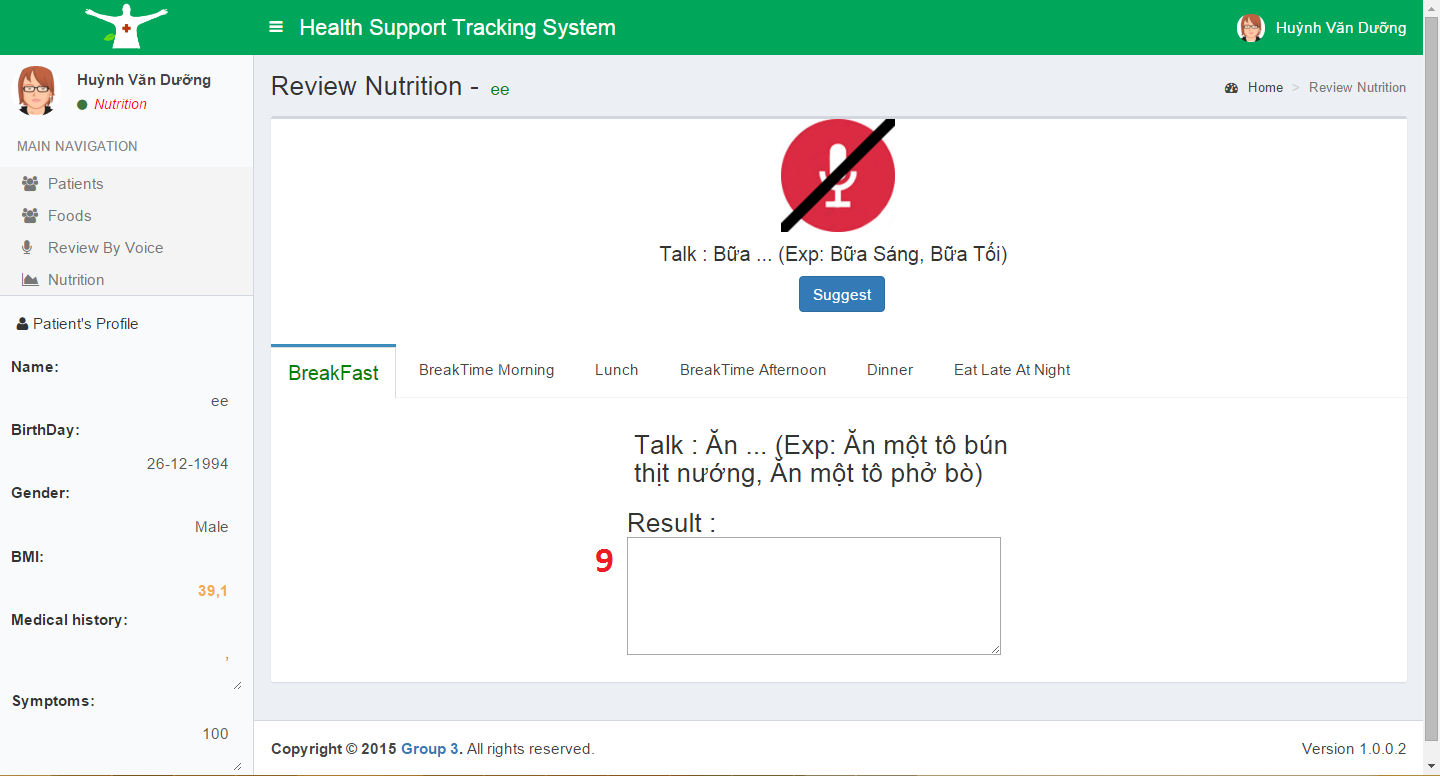 Health Support Tracking System
Huỳnh Văn Dưỡng
Huỳnh Văn Dưỡng
Nutrition
MAIN NAVIGATION
Patients
Foods
Review By Voice
Nutrition
Patient's Profile
Name:
ee
BirthDay:
26-12-1994
Gender:
Male
BMI:
39,1
Medical history:
,
Symptoms:
100
Review Nutrition - ee
Home > Review Nutrition
Talk : Bữa ... (Exp: Bữa Sáng, Bữa Tối)
Suggest
BreakFast BreakTime Morning Lunch BreakTime Afternoon Dinner Eat Late At Night
Talk : Ăn ... (Exp: Ăn một tô bún
thịt nướng, Ăn một tô phở bò)
Result :
9
Copyright © 2015 Group 3. All rights reserved.
Version 1.0.0.2